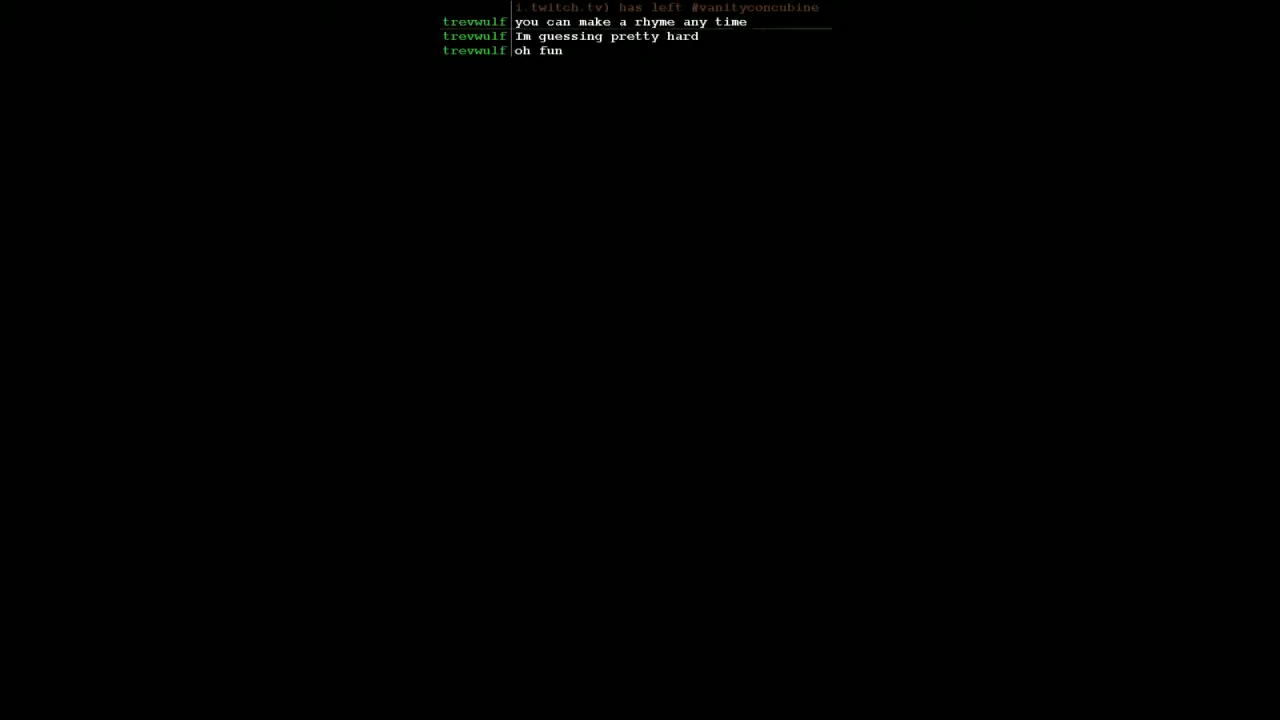 i.twitch.tv) has left #vanityconcubine
trevwulf you can make a rhyme any time
trevwulf Im guessing pretty hard
trevwulf oh fun